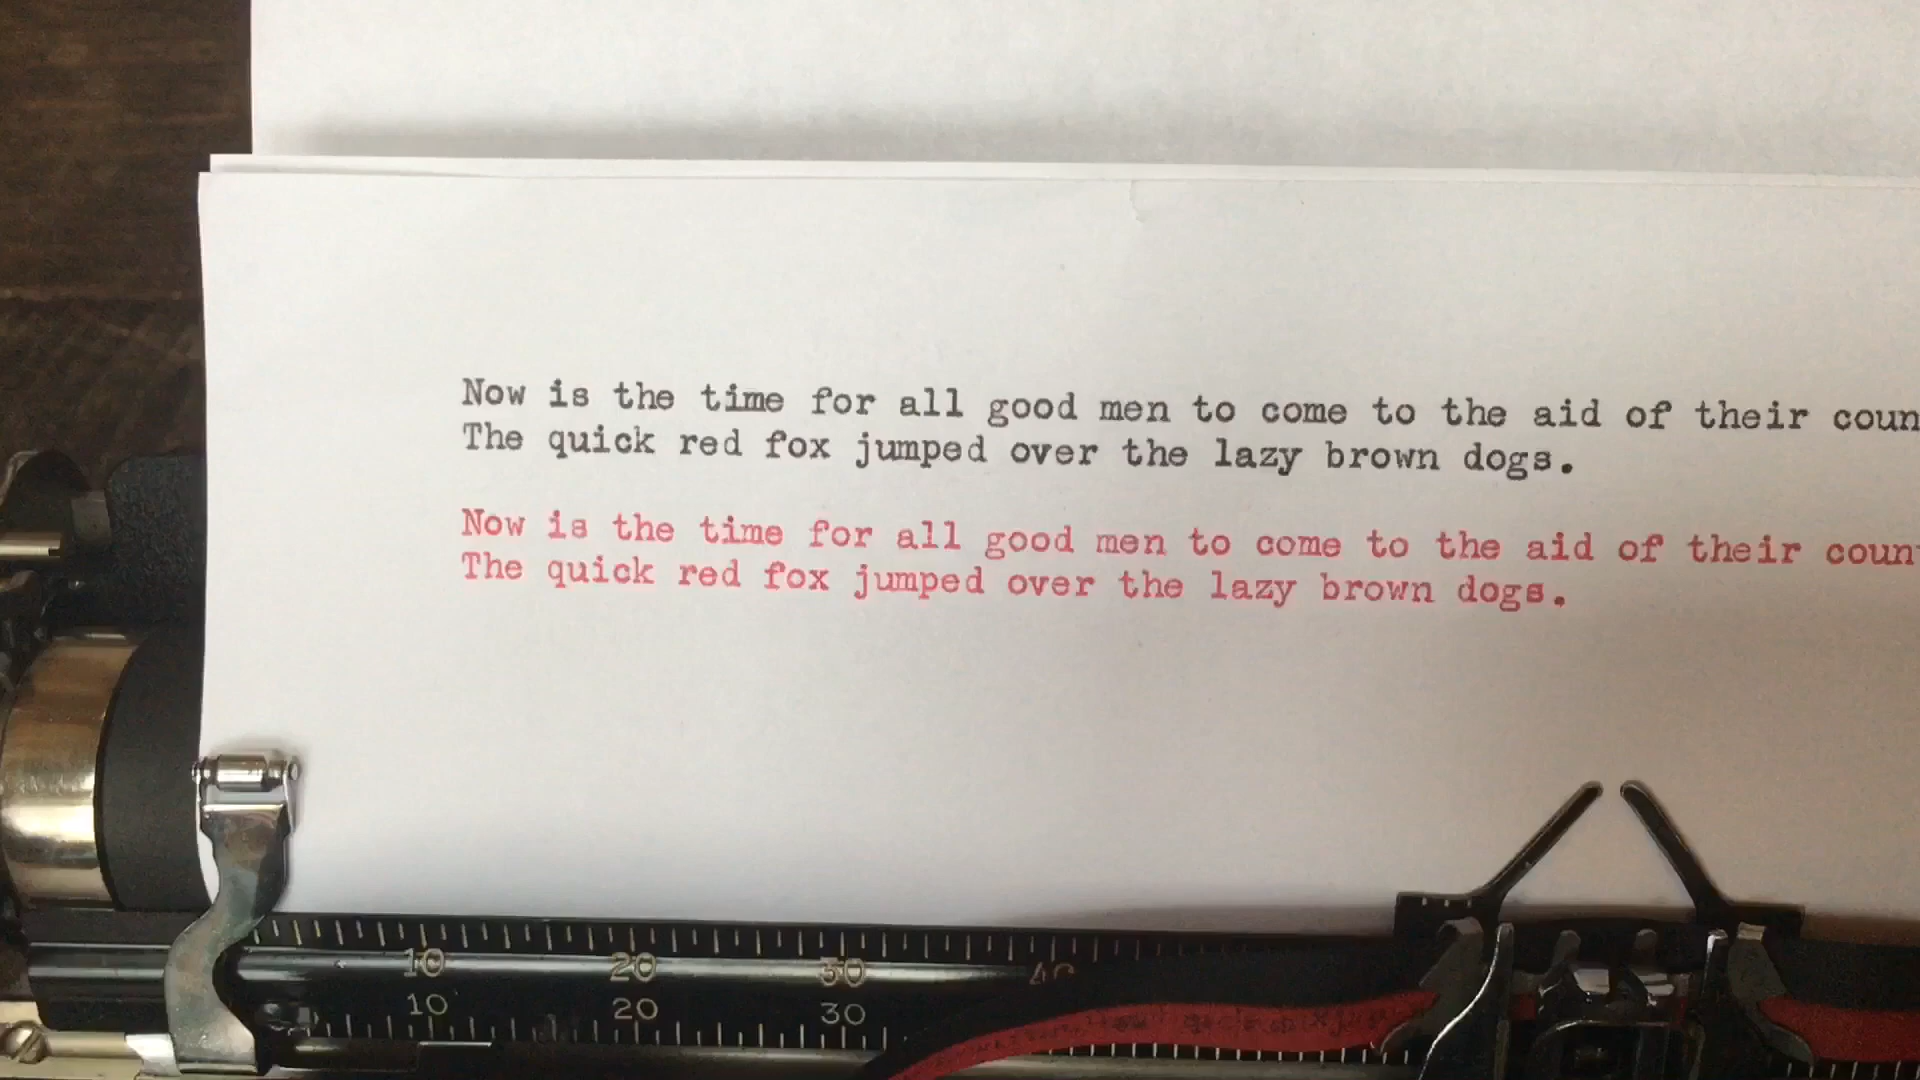 Now is the time for all good men to come to the aid of their coun
The quick red fox jumped over the lazy brown dogs.
Now is the time for all good men to come to the aid of their coun
The quick red fox jumped over the lazy brown dogs.
10 20 30 40
10 20 30